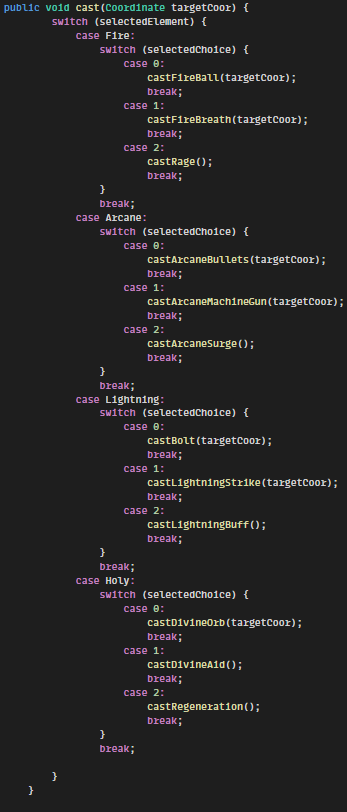 public void cast(Coordinate targetCoor) {
switch (selectedElement) {
case Fire:
switch (selectedChoice) {
case 0:
castFireBall(targetCoor);
break;
case 1:
castFireBreath(targetCoor);
break;
case 2:
castRage();
break;
}
break;
case Arcane:
switch (selectedChoice) {
case 0:
castArcaneBullets(targetCoor);
break;
case 1:
castArcaneMachineGun(targetCoor);
break;
case 2:
castArcaneSurge();
break;
}
break;
case Lightning:
switch (selectedChoice) {
case 0:
castBolt(targetCoor);
break;
case 1:
castLightningStrike(targetCoor);
break;
case 2:
castLightningBuff();
break;
}
break;
case Holy:
switch (selectedChoice) {
case 0:
castDivineOrb(targetCoor);
break;
case 1:
castDivineAid();
break;
case 2:
castRegeneration();
break;
}
break;
}
}